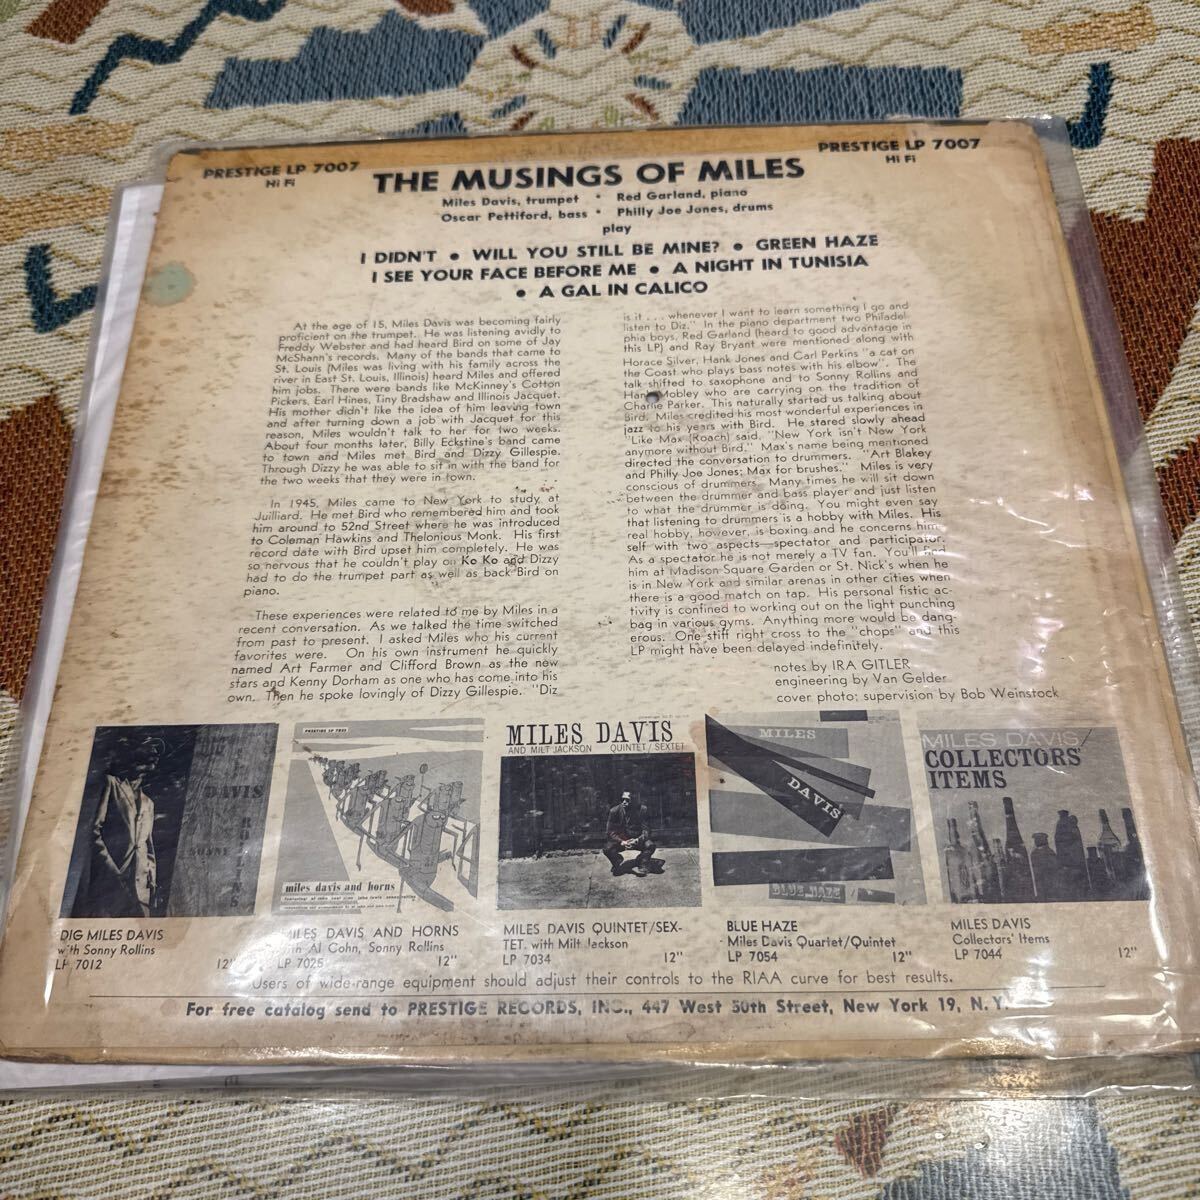 PRESTIGE LP 7007
Hi Fi
PRESTIGE LP 7007
Hi Fi
THE MUSINGS OF MILES
Miles Davis, trumpet • Red Garland, piano
Oscar Pettiford, bass • Philly Joe Jones, drums
play
I DIDN'T • WILL YOU STILL BE MINE? • GREEN HAZE
I SEE YOUR FACE BEFORE ME • A NIGHT IN TUNISIA
• A GAL IN CALICO
At the age of 15, Miles Davis was becoming fairly
proficient on the trumpet. He was listening avidly to
Freddy Webster and had heard Bird on some of Jay
McShann's records. Many of the bands that came to
St. Louis (Miles was living with his family across the
river in East St. Louis, Illinois) heard Miles and offered
him jobs. There were bands like McKinney's Cotton
Pickers, Earl Hines, Tiny Bradshaw and Illinois Jacquet.
His mother didn't like the idea of him leaving town
and after turning down a job with Jacquet for this
reason, Miles wouldn't talk to her for two weeks.
About four months later, Billy Eckstine's band came
to town and Miles met Bird and Dizzy Gillespie.
Through Dizzy he was able to sit in with the band for
the two weeks that they were in town.
In 1945, Miles came to New York to study at
Juilliard. He met Bird who remembered him and took
him around to 52nd Street where he was introduced
to Coleman Hawkins and Thelonious Monk. His first
record date with Bird upset him completely. He was
so nervous that he couldn't play on Ko Ko and Dizzy
had to do the trumpet part as well as back Bird on
piano.
These experiences were related to me by Miles in a
recent conversation. As we talked the time switched
from past to present. I asked Miles who his current
favorites were. On his own instrument he quickly
named Art Farmer and Clifford Brown as the new
stars and Kenny Dorham as one who has come into his
own. Then he spoke lovingly of Dizzy Gillespie. "Diz
is it . . . whenever I want to learn something I go and
listen to Diz." In the piano department two Philadel-
phia boys, Red Garland (heard to good advantage in
this LP) and Ray Bryant were mentioned along with
Horace Silver, Hank Jones and Carl Perkins "a cat on
the Coast who plays bass notes with his elbow". The
talk shifted to saxophone and to Sonny Rollins and
Hank Mobley who are carrying on the tradition of
Charlie Parker. This naturally started us talking about
Bird. Miles credited his most wonderful experiences in
jazz to his years with Bird. He stared slowly ahead
"Like Max (Roach) said, "New York isn't New York
anymore without Bird." Max's name being mentioned
directed the conversation to drummers. "Art Blakey
and Philly Joe Jones; Max for brushes." Miles is very
conscious of drummers. Many times he will sit down
between the drummer and bass player and just listen
to what the drummer is doing. You might even say
that listening to drummers is a hobby with Miles. His
real hobby, however, is boxing and he concerns him-
self with two aspects—spectator and participator.
As a spectator he is not merely a TV fan. You'll find
him at Madison Square Garden or St. Nick's when he
is in New York and similar arenas in other cities when
there is a good match on tap. His personal fistic ac-
tivity is confined to working out on the light punching
bag in various gyms. Anything more would be dang-
erous. One stiff right cross to the "chops" and this
LP might have been delayed indefinitely.
notes by IRA GITLER
engineering by Van Gelder
cover photo: supervision by Bob Weinstock
DAVIS
SONNY
ROLLINS
PRESTIGE LP 7025
miles davis and horns
MILES DAVIS
AND MILT JACKSON QUINTET/SEXTET
MILES
DAVIS
BLUE HAZE
MILES DAVIS
COLLECTORS'
ITEMS
DIG MILES DAVIS
with Sonny Rollins
LP 7012 12"
MILES DAVIS AND HORNS
with Al Cohn, Sonny Rollins
LP 7025 12"
MILES DAVIS QUINTET/SEX-
TET. with Milt Jackson
LP 7034 12"
BLUE HAZE
Miles Davis Quartet/Quintet
LP 7054 12"
MILES DAVIS
Collectors' Items
LP 7044 12"
Users of wide-range equipment should adjust their controls to the RIAA curve for best results.
For free catalog send to PRESTIGE RECORDS, INC., 447 West 50th Street, New York 19, N. Y.